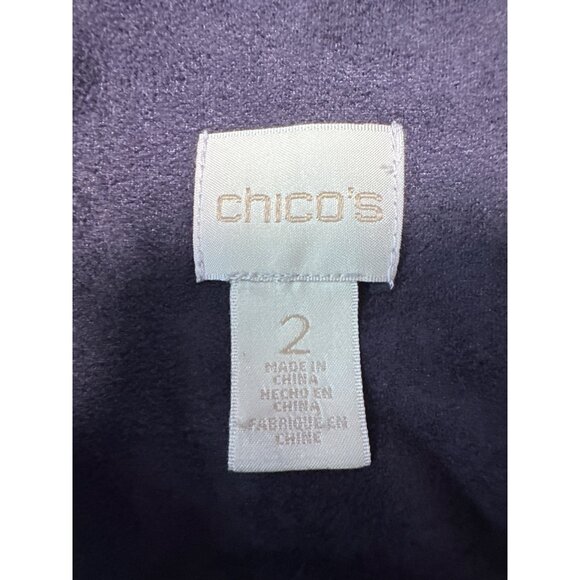 chico's
2
MADE IN
CHINA
HECHO EN
CHINA
FABRIQUE EN
CHINE